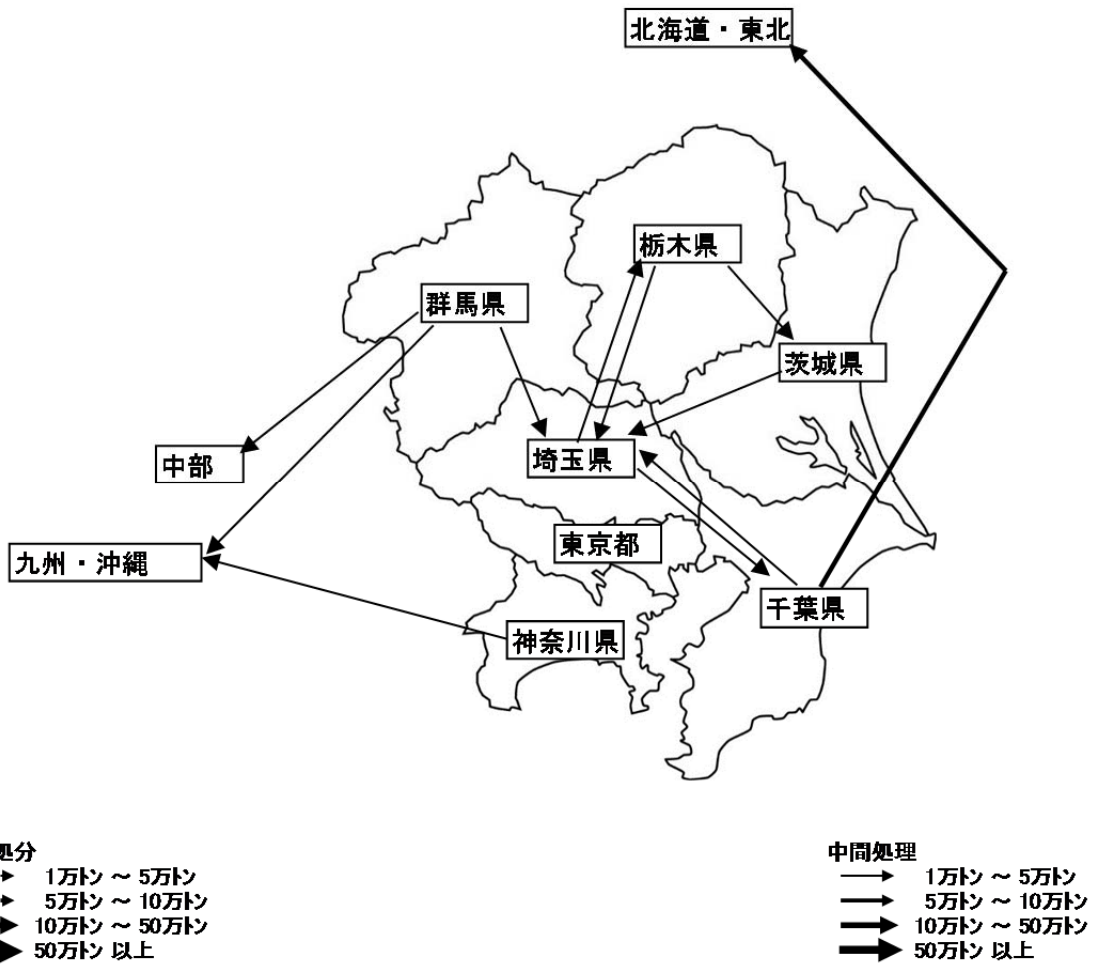 北海道・東北
栃木県
群馬県
茨城県
中部
埼玉県
東京都
九州・沖縄
千葉県
神奈川県
処分
1万トン ～ 5万トン
5万トン ～ 10万トン
10万トン ～ 50万トン
50万トン 以上
中間処理
1万トン ～ 5万トン
5万トン ～ 10万トン
10万トン ～ 50万トン
50万トン 以上